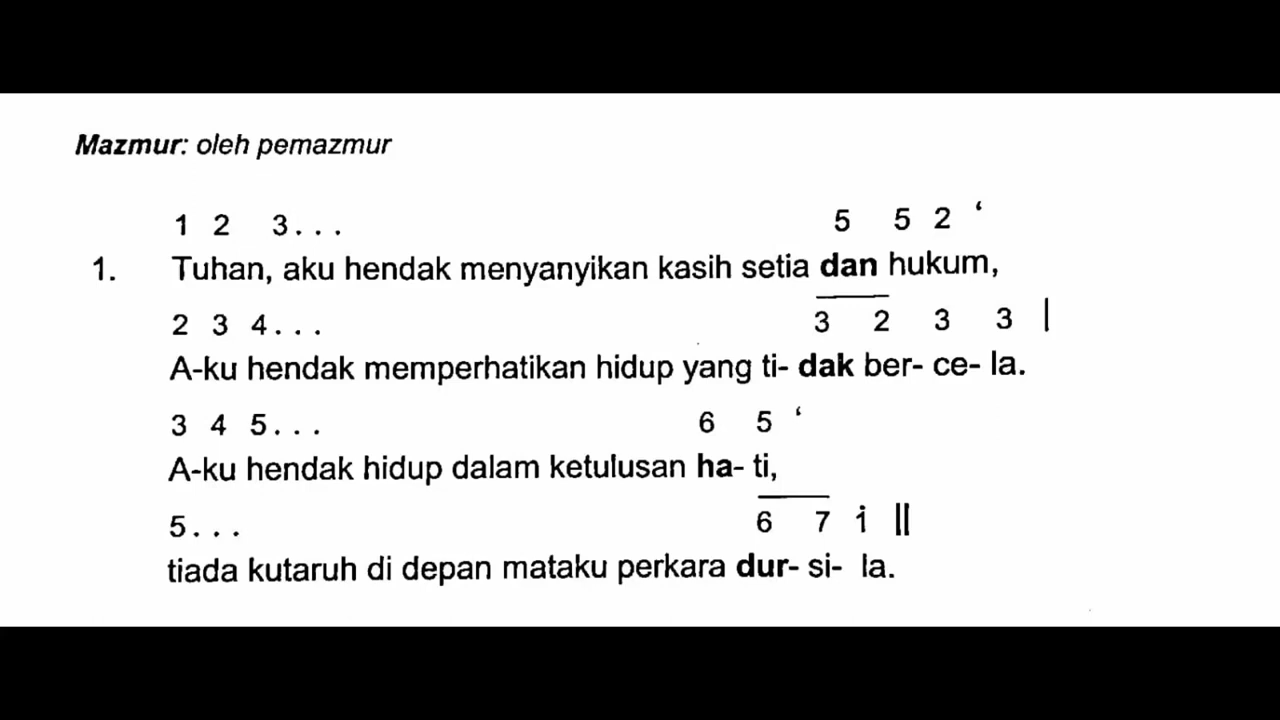 Mazmur: oleh pemazmur
1 2 3... 5 5 2 ‘
1. Tuhan, aku hendak menyanyikan kasih setia dan hukum,
2 3 4... 3 2 3 3 |
A-ku hendak memperhatikan hidup yang ti- dak ber- ce- la.
3 4 5... 6 5 ‘
A-ku hendak hidup dalam ketulusan ha- ti,
5... 6 7 1̇ ||
tiada kutaruh di depan mataku perkara dur- si- la.